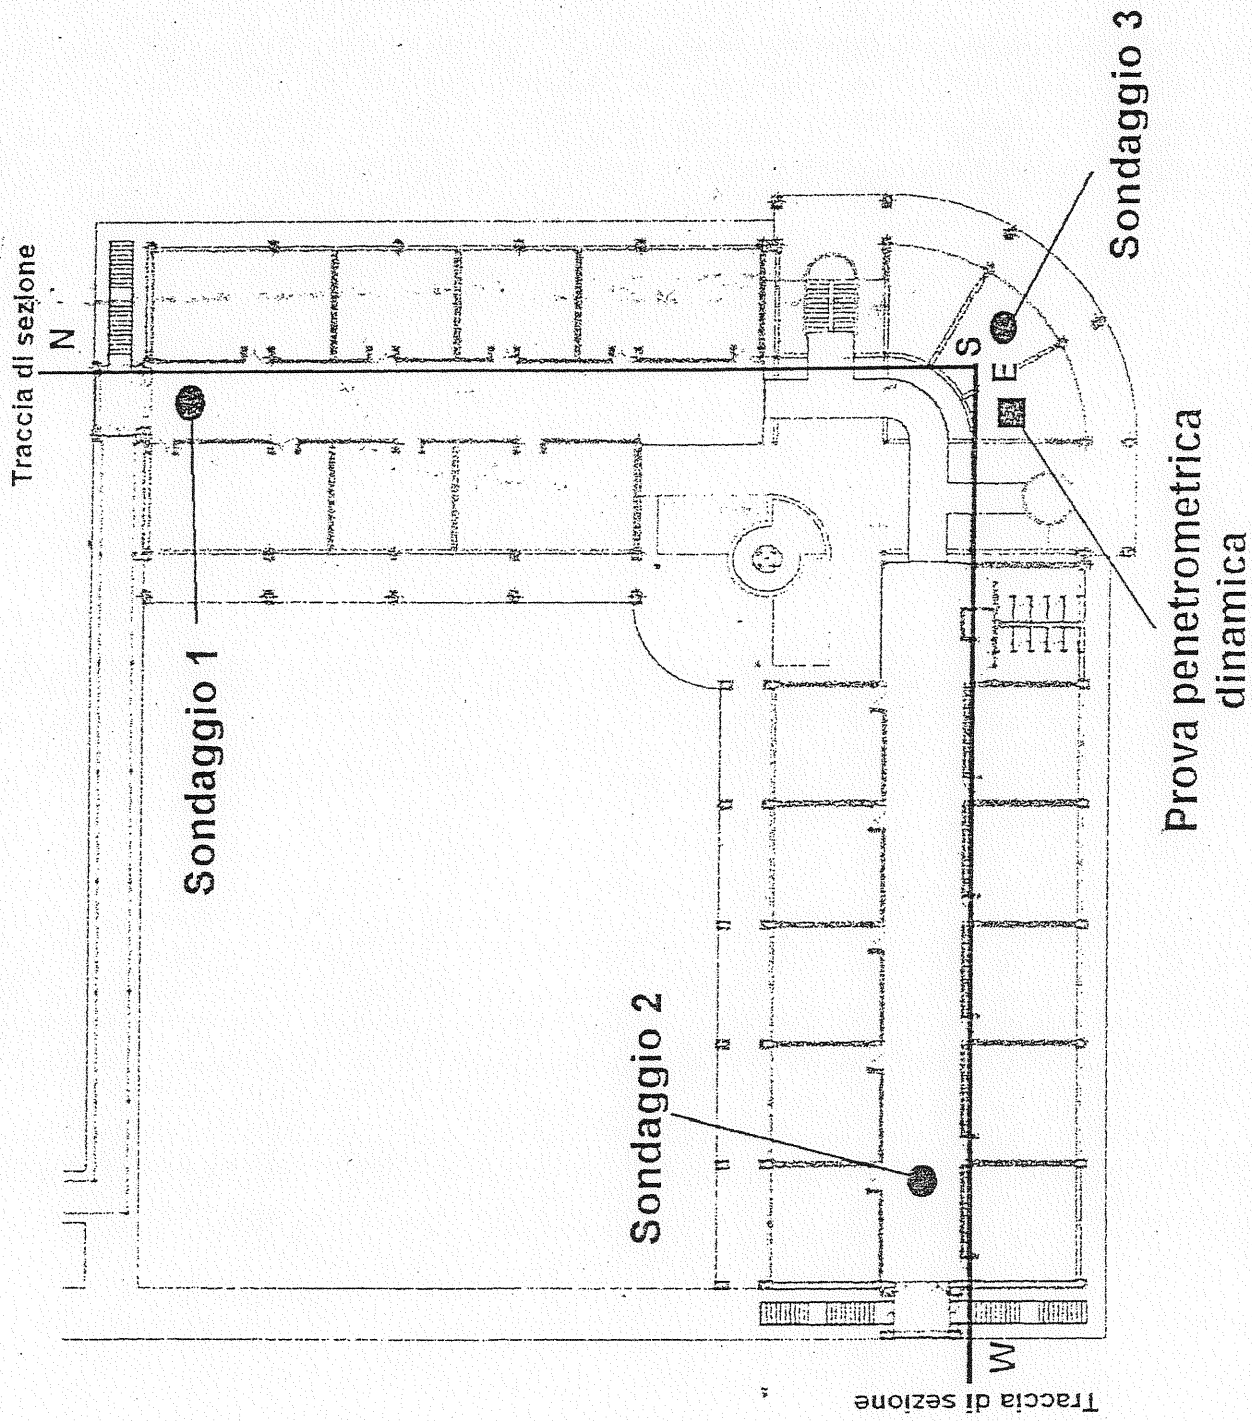 Traccia di sezione
N
Sondaggio 1
Sondaggio 2
Sondaggio 3
S
E
Prova penetrometrica
dinamica
W
Traccia di sezione